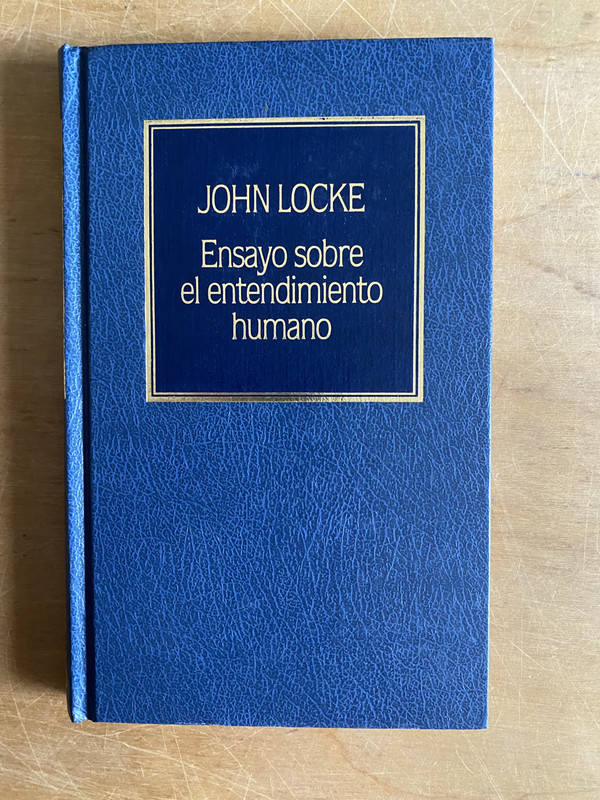 JOHN LOCKE
Ensayo sobre
el entendimiento
humano